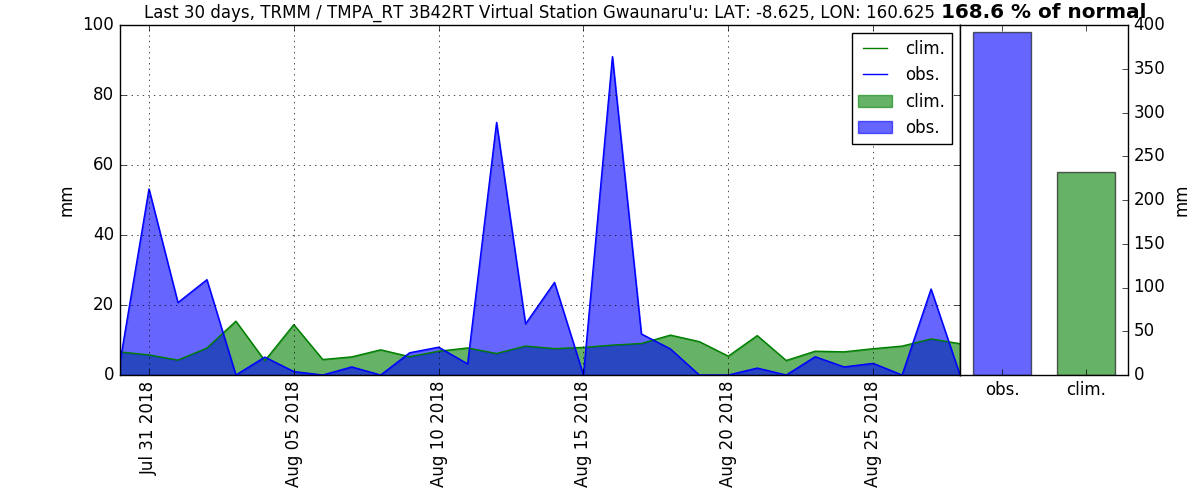 Last 30 days, TRMM / TMPA_RT 3B42RT Virtual Station Gwaunaru'u: LAT: -8.625, LON: 160.625 168.6 % of normal
100
80
60
40
20
0
mm
clim.
obs.
clim.
obs.
400
350
300
250
200
150
100
50
0
mm
obs.
clim.
Jul 31 2018
Aug 05 2018
Aug 10 2018
Aug 15 2018
Aug 20 2018
Aug 25 2018